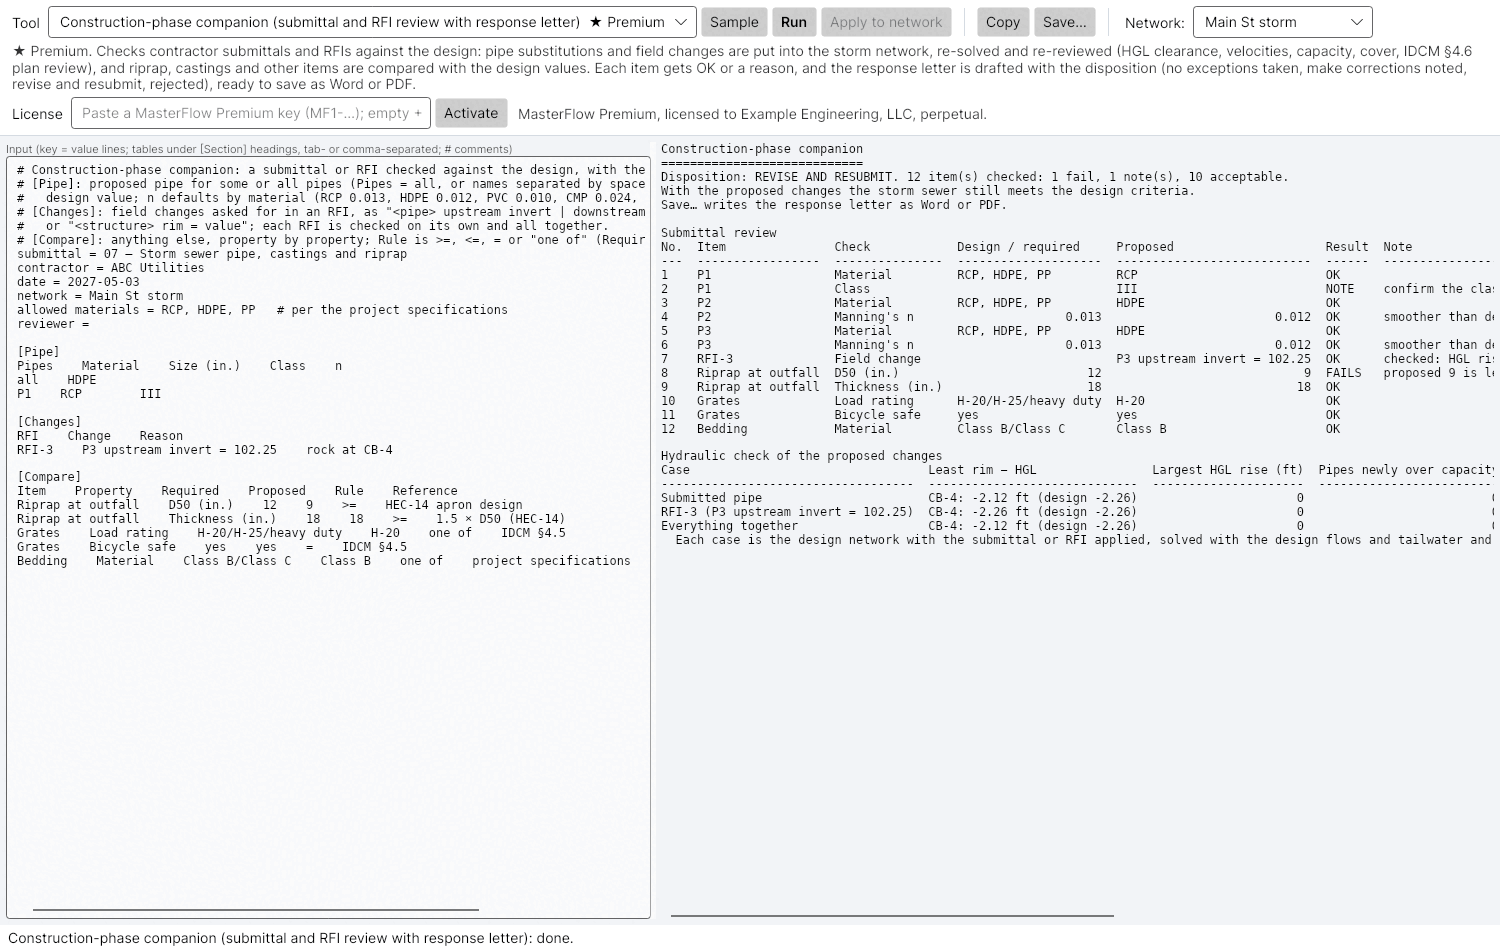 Tool Construction-phase companion (submittal and RFI review with response letter) ★ Premium Sample Run Apply to network Copy Save... Network: Main St storm
★ Premium. Checks contractor submittals and RFIs against the design: pipe substitutions and field changes are put into the storm network, re-solved and re-reviewed (HGL clearance, velocities, capacity, cover, IDCM §4.6
plan review), and riprap, castings and other items are compared with the design values. Each item gets OK or a reason, and the response letter is drafted with the disposition (no exceptions taken, make corrections noted,
revise and resubmit, rejected), ready to save as Word or PDF.
License Paste a MasterFlow Premium key (MF1-...); empty + Activate MasterFlow Premium, licensed to Example Engineering, LLC, perpetual.
Input (key = value lines; tables under [Section] headings, tab- or comma-separated; # comments)
# Construction-phase companion: a submittal or RFI checked against the design, with the
# [Pipe]: proposed pipe for some or all pipes (Pipes = all, or names separated by space
#   design value; n defaults by material (RCP 0.013, HDPE 0.012, PVC 0.010, CMP 0.024,
# [Changes]: field changes asked for in an RFI, as "<pipe> upstream invert | downstream
#   or "<structure> rim = value"; each RFI is checked on its own and all together.
# [Compare]: anything else, property by property; Rule is >=, <=, = or "one of" (Requir
submittal = 07 — Storm sewer pipe, castings and riprap
contractor = ABC Utilities
date = 2027-05-03
network = Main St storm
allowed materials = RCP, HDPE, PP   # per the project specifications
reviewer =
[Pipe]
Pipes    Material    Size (in.)    Class    n
all    HDPE
P1    RCP        III
[Changes]
RFI    Change    Reason
RFI-3    P3 upstream invert = 102.25    rock at CB-4
[Compare]
Item    Property    Required    Proposed    Rule    Reference
Riprap at outfall    D50 (in.)    12    9    >=    HEC-14 apron design
Riprap at outfall    Thickness (in.)    18    18    >=    1.5 × D50 (HEC-14)
Grates    Load rating    H-20/H-25/heavy duty    H-20    one of    IDCM §4.5
Grates    Bicycle safe    yes    yes    =    IDCM §4.5
Bedding    Material    Class B/Class C    Class B    one of    project specifications
Construction-phase companion
============================
Disposition: REVISE AND RESUBMIT. 12 item(s) checked: 1 fail, 1 note(s), 10 acceptable.
With the proposed changes the storm sewer still meets the design criteria.
Save… writes the response letter as Word or PDF.
Submittal review
No.  Item               Check            Design / required     Proposed                     Result  Note
---  -----------------  ---------------  --------------------  ---------------------------  ------  ---------------
1    P1                 Material         RCP, HDPE, PP         RCP                          OK
2    P1                 Class                                  III                          NOTE    confirm the clas
3    P2                 Material         RCP, HDPE, PP         HDPE                         OK
4    P2                 Manning's n                     0.013                        0.012  OK      smoother than de
5    P3                 Material         RCP, HDPE, PP         HDPE                         OK
6    P3                 Manning's n                     0.013                        0.012  OK      smoother than de
7    RFI-3              Field change                           P3 upstream invert = 102.25  OK      checked: HGL ris
8    Riprap at outfall  D50 (in.)                          12                            9  FAILS   proposed 9 is le
9    Riprap at outfall  Thickness (in.)                    18                           18  OK
10   Grates             Load rating      H-20/H-25/heavy duty  H-20                         OK
11   Grates             Bicycle safe     yes                   yes                          OK
12   Bedding            Material         Class B/Class C       Class B                      OK
Hydraulic check of the proposed changes
Case                                 Least rim − HGL                Largest HGL rise (ft)  Pipes newly over capacity
-----------------------------------  -----------------------------  ---------------------  -------------------------
Submitted pipe                       CB-4: -2.12 ft (design -2.26)                      0                         0
RFI-3 (P3 upstream invert = 102.25)  CB-4: -2.26 ft (design -2.26)                      0                         0
Everything together                  CB-4: -2.12 ft (design -2.26)                      0                         0
Each case is the design network with the submittal or RFI applied, solved with the design flows and tailwater and
Construction-phase companion (submittal and RFI review with response letter): done.